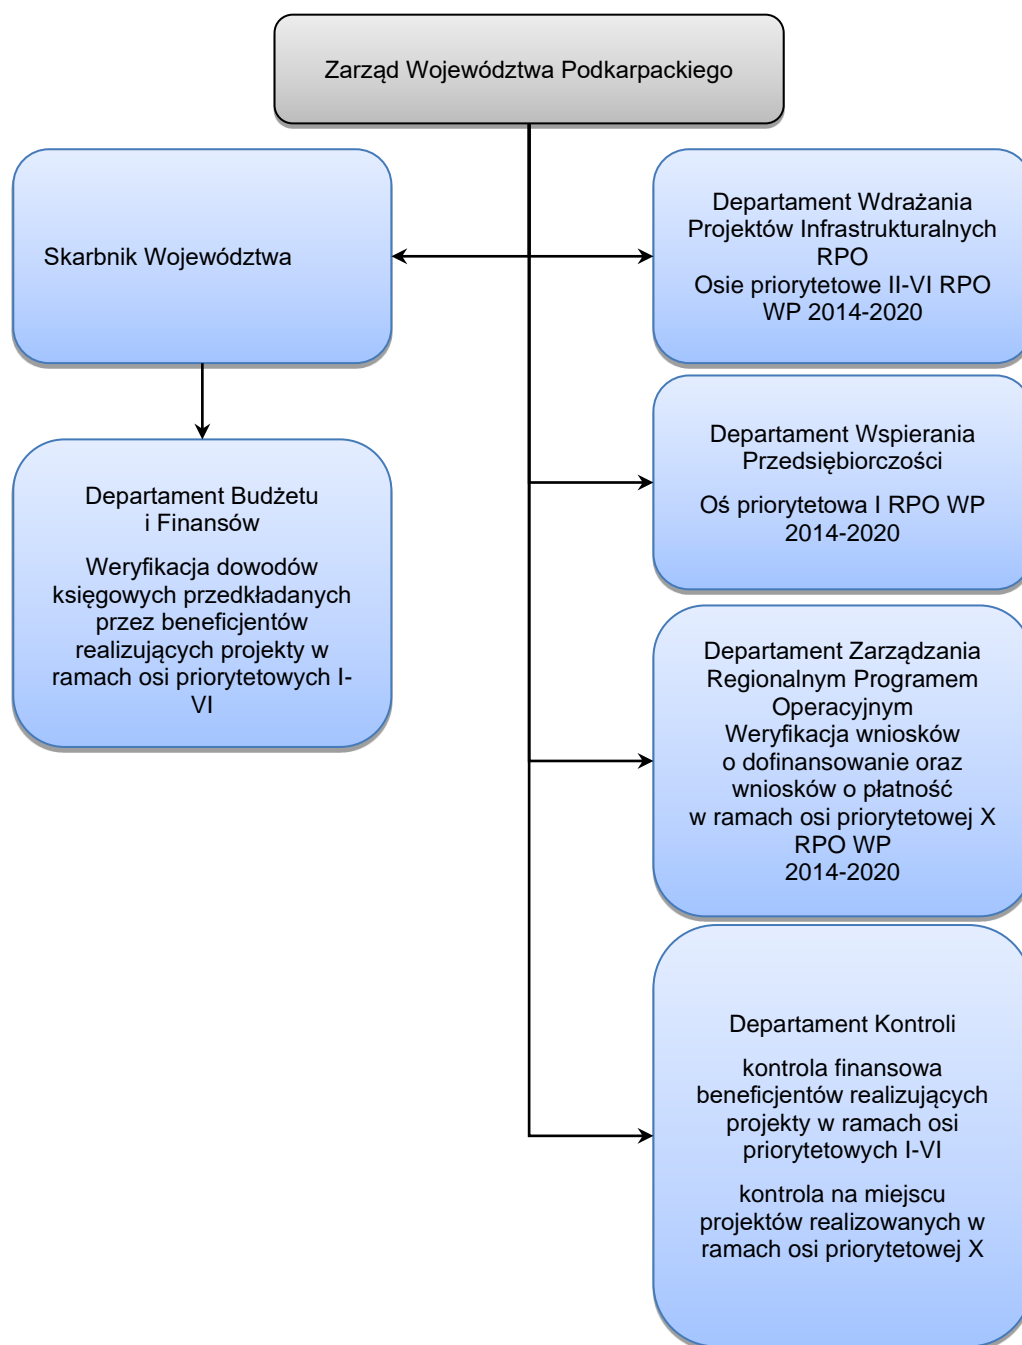 Zarząd Województwa Podkarpackiego
Skarbnik Województwa
Departament Budżetu
i Finansów
Weryfikacja dowodów
księgowych przedkładanych
przez beneficjentów
realizujących projekty w
ramach osi priorytetowych I-
VI
Departament Wdrażania
Projektów Infrastrukturalnych
RPO
Osie priorytetowe II-VI RPO
WP 2014-2020
Departament Wspierania
Przedsiębiorczości
Oś priorytetowa I RPO WP
2014-2020
Departament Zarządzania
Regionalnym Programem
Operacyjnym
Weryfikacja wniosków
o dofinansowanie oraz
wniosków o płatność
w ramach osi priorytetowej X
RPO WP
2014-2020
Departament Kontroli
kontrola finansowa
beneficjentów realizujących
projekty w ramach osi
priorytetowych I-VI
kontrola na miejscu
projektów realizowanych w
ramach osi priorytetowej X